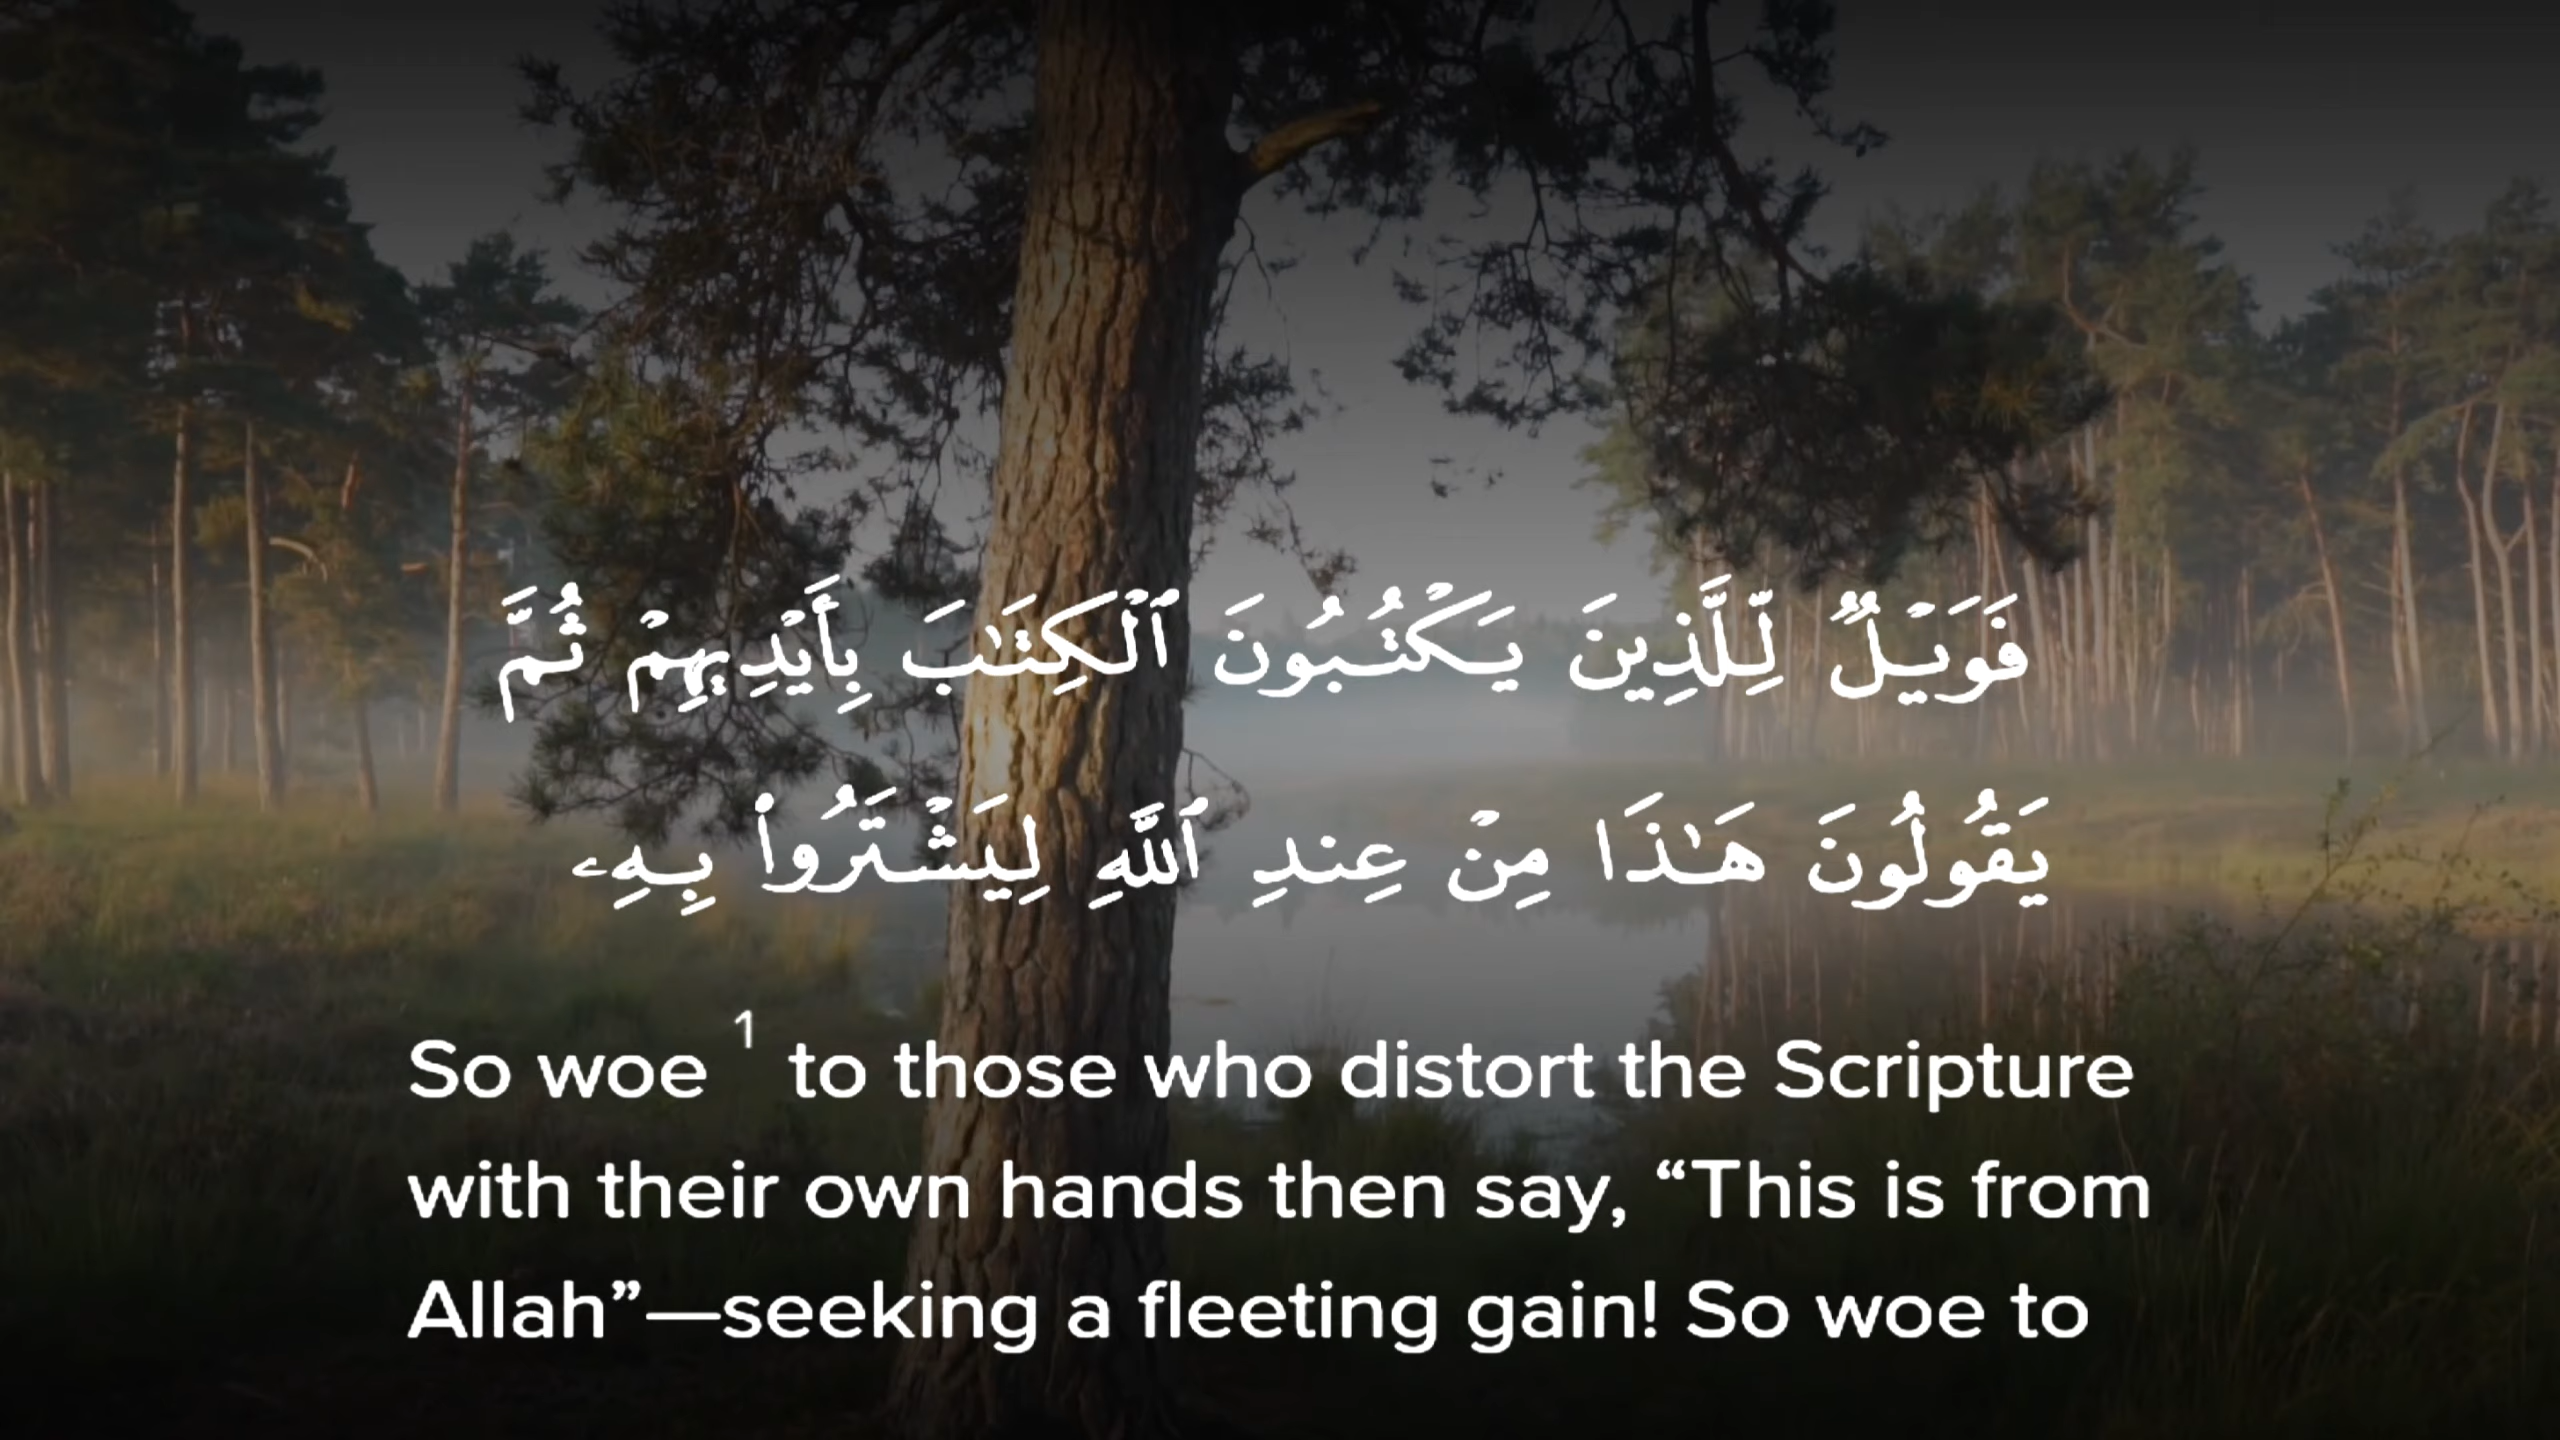 فَوَيْلٌ لِّلَّذِينَ يَكْتُبُونَ ٱلْكِتَـٰبَ بِأَيْدِيهِمْ ثُمَّ
يَقُولُونَ هَـٰذَا مِنْ عِندِ ٱللَّهِ لِيَشْتَرُوا۟ بِهِۦ
So woe ¹ to those who distort the Scripture
with their own hands then say, “This is from
Allah”—seeking a fleeting gain! So woe to